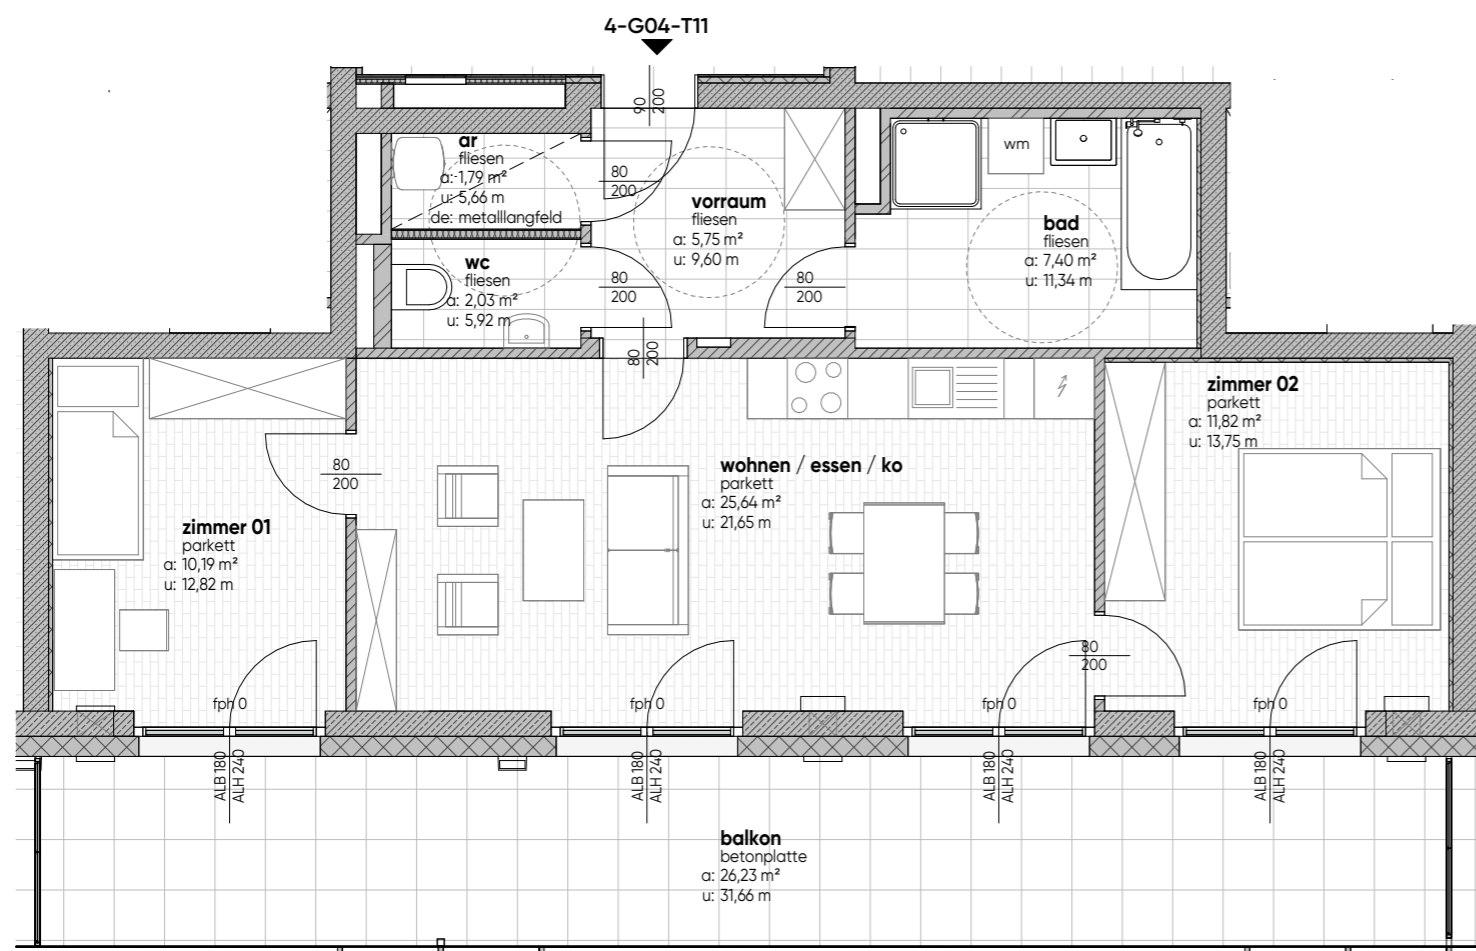 4-G04-T11
90
200
ar
fliesen
a: 1,79 m²
u: 5,66 m
de: metalllangfeld
80
200
vorraum
fliesen
a: 5,75 m²
u: 9,60 m
wm
bad
fliesen
a: 7,40 m²
u: 11,34 m
wc
fliesen
a: 2,03 m²
u: 5,92 m
80
200
80
200
80
200
zimmer 02
parkett
a: 11,82 m²
u: 13,75 m
80
200
wohnen / essen / ko
parkett
a: 25,64 m²
u: 21,65 m
zimmer 01
parkett
a: 10,19 m²
u: 12,82 m
80
200
fph 0
fph 0
fph 0
fph 0
ALB 180
ALH 240
ALB 180
ALH 240
ALB 180
ALH 240
ALB 180
ALH 240
balkon
betonplatte
a: 26,23 m²
u: 31,66 m